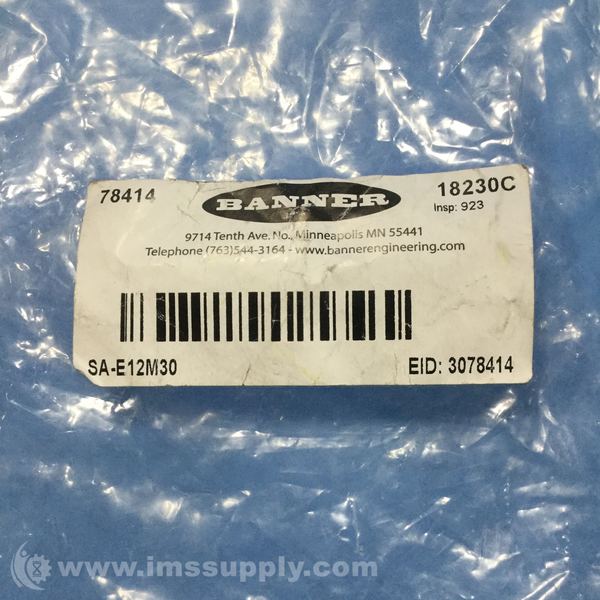 78414
BANNER
18230C
Insp: 923
9714 Tenth Ave. No., Minneapolis MN 55441
Telephone (763)544-3164 - www.bannerengineering.com
SA-E12M30
EID: 3078414
www.imssupply.com